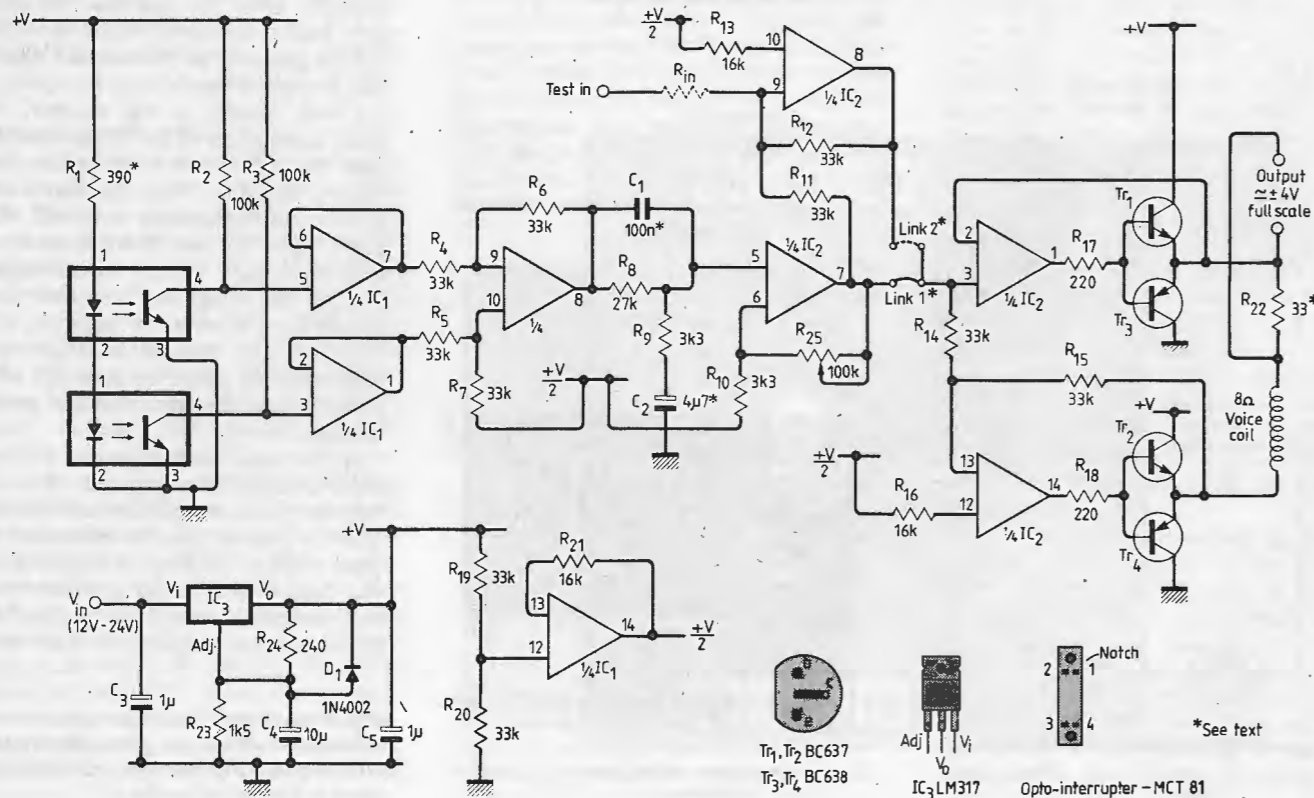 +V
R1
390*
R2
100k
R3
100k
1
2
4
3
1
2
4
3
6
5
7
¼ IC1
2
3
1
¼ IC1
R4
33k
R5
33k
R6
33k
R7
33k
9
10
8
¼
C1
100n*
R8
27k
R9
3k3
C2
4µ7*
+V/2
R10
3k3
5
6
7
¼ IC2
R25
100k
+V/2
R13
16k
10
9
8
¼ IC2
Test in
Rin
R12
33k
R11
33k
Link 2*
Link 1*
2
3
1
¼ IC2
R17
220
R14
33k
R15
33k
+V
Tr1
Tr3
Output
≃ ± 4V
full scale
R22
33*
8Ω
Voice
coil
+V/2
R16
16k
13
12
14
¼ IC2
R18
220
+V
Tr2
Tr4
Vin
(12V-24V)
C3
1µ
Vi
IC3
Vo
Adj
R24
240
R23
1k5
C4
10µ
D1
1N4002
C5
1µ
+V
R19
33k
R20
33k
R21
16k
13
12
14
¼ IC1
+V/2
Tr1, Tr2 BC637
Tr3, Tr4 BC638
Adj
Vo
Vi
IC3 LM317
2
1
Notch
3
4
Opto-interrupter – MCT 81
*See text